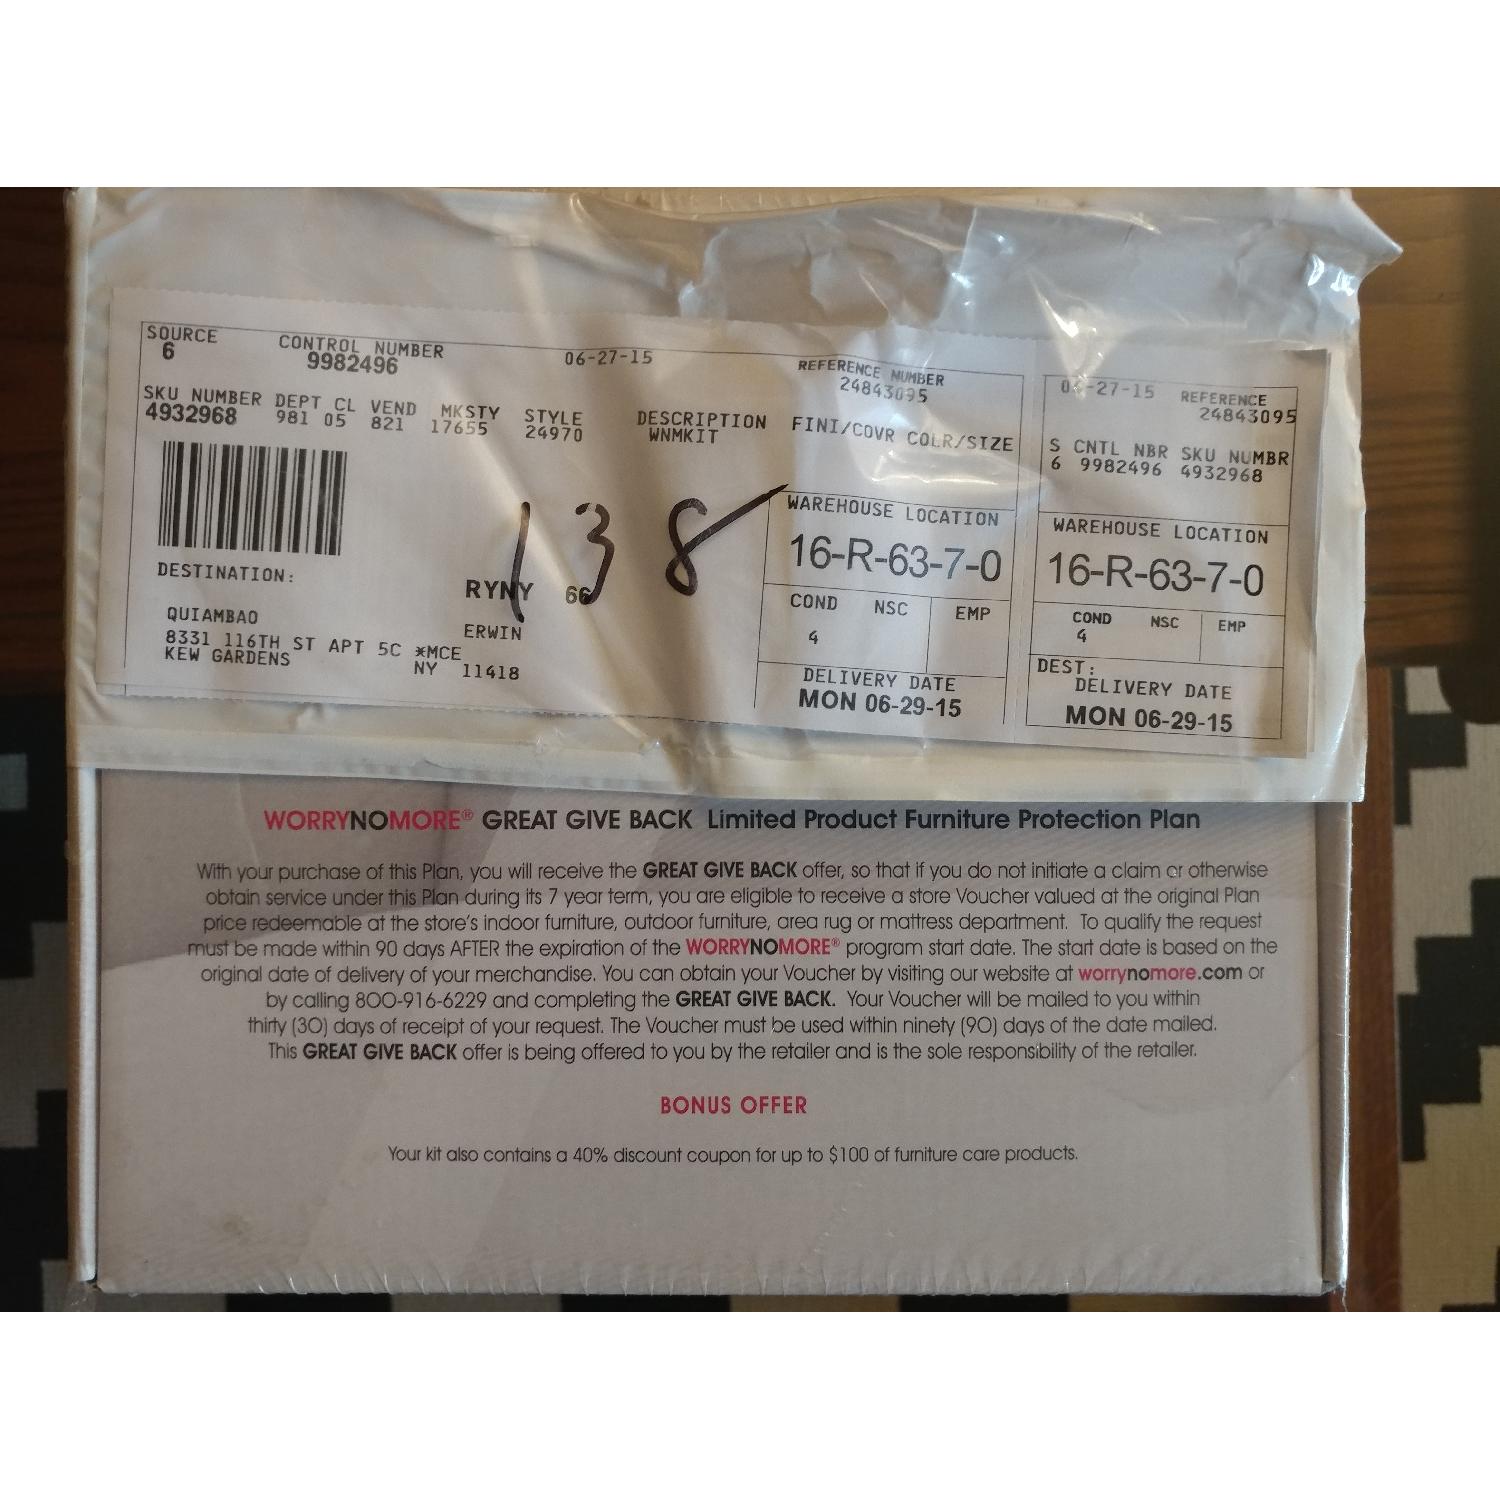 SOURCE CONTROL NUMBER 06-27-15 REFERENCE NUMBER
6 9982496 24843095
SKU NUMBER DEPT CL VEND MKSTY STYLE DESCRIPTION FINI/COVR COLR/SIZE
4932968 981 05 821 17655 24970 WNMKIT
138
WAREHOUSE LOCATION
16-R-63-7-0
DESTINATION: RYNY 66
COND NSC EMP
4
QUIAMBAO ERWIN
8331 116TH ST APT 5C *MCE
KEW GARDENS NY 11418
DELIVERY DATE
MON 06-29-15
06-27-15 REFERENCE
24843095
S CNTL NBR SKU NUMBR
6 9982496 4932968
WAREHOUSE LOCATION
16-R-63-7-0
COND NSC EMP
4
DEST:
DELIVERY DATE
MON 06-29-15
WORRYNOMORE® GREAT GIVE BACK Limited Product Furniture Protection Plan
With your purchase of this Plan, you will receive the GREAT GIVE BACK offer, so that if you do not initiate a claim or otherwise
obtain service under this Plan during its 7 year term, you are eligible to receive a store Voucher valued at the original Plan
price redeemable at the store's indoor furniture, outdoor furniture, area rug or mattress department. To qualify the request
must be made within 90 days AFTER the expiration of the WORRYNOMORE® program start date. The start date is based on the
original date of delivery of your merchandise. You can obtain your Voucher by visiting our website at worrynomore.com or
by calling 800-916-6229 and completing the GREAT GIVE BACK. Your Voucher will be mailed to you within
thirty (30) days of receipt of your request. The Voucher must be used within ninety (90) days of the date mailed.
This GREAT GIVE BACK offer is being offered to you by the retailer and is the sole responsibility of the retailer.
BONUS OFFER
Your kit also contains a 40% discount coupon for up to $100 of furniture care products.